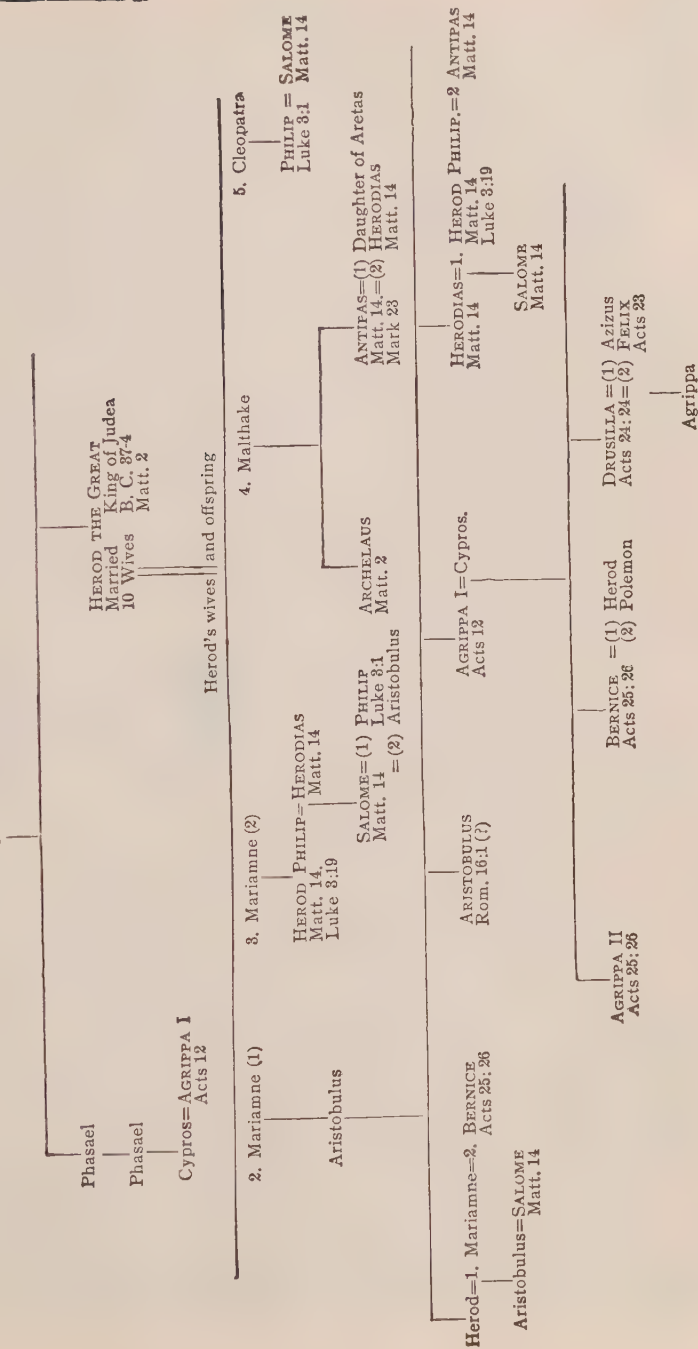 Phasael
Phasael
Cypros=AGRIPPA I
Acts 12
HEROD THE GREAT
Married King of Judea
10 Wives B. C. 37-4
Matt. 2
Herod's wives and offspring
2. Mariamne (1)
Aristobulus
3. Mariamne (2)
HEROD PHILIP=HERODIAS
Matt. 14. Matt. 14
Luke 3:19
SALOME=(1) PHILIP
Matt. 14 Luke 3:1
=(2) Aristobulus
4. Malthake
ARCHELAUS
Matt. 2
ANTIPAS=(1) Daughter of Aretas
Matt. 14.=(2) HERODIAS
Mark 23 Matt. 14
5. Cleopatra
PHILIP = SALOME
Luke 3:1 Matt. 14
Herod=1. Mariamne=2. BERNICE
Acts 25; 26
Aristobulus=SALOME
Matt. 14
ARISTOBULUS
Rom. 16:1 (?)
AGRIPPA I=Cypros.
Acts 12
HERODIAS=1. HEROD PHILIP.=2 ANTIPAS
Matt. 14 Matt. 14 Matt. 14
Luke 3:19
SALOME
Matt. 14
AGRIPPA II
Acts 25; 26
BERNICE =(1) Herod
Acts 25; 26 (2) Polemon
DRUSILLA =(1) Azizus
Acts 24; 24=(2) FELIX
Acts 23
Agrippa